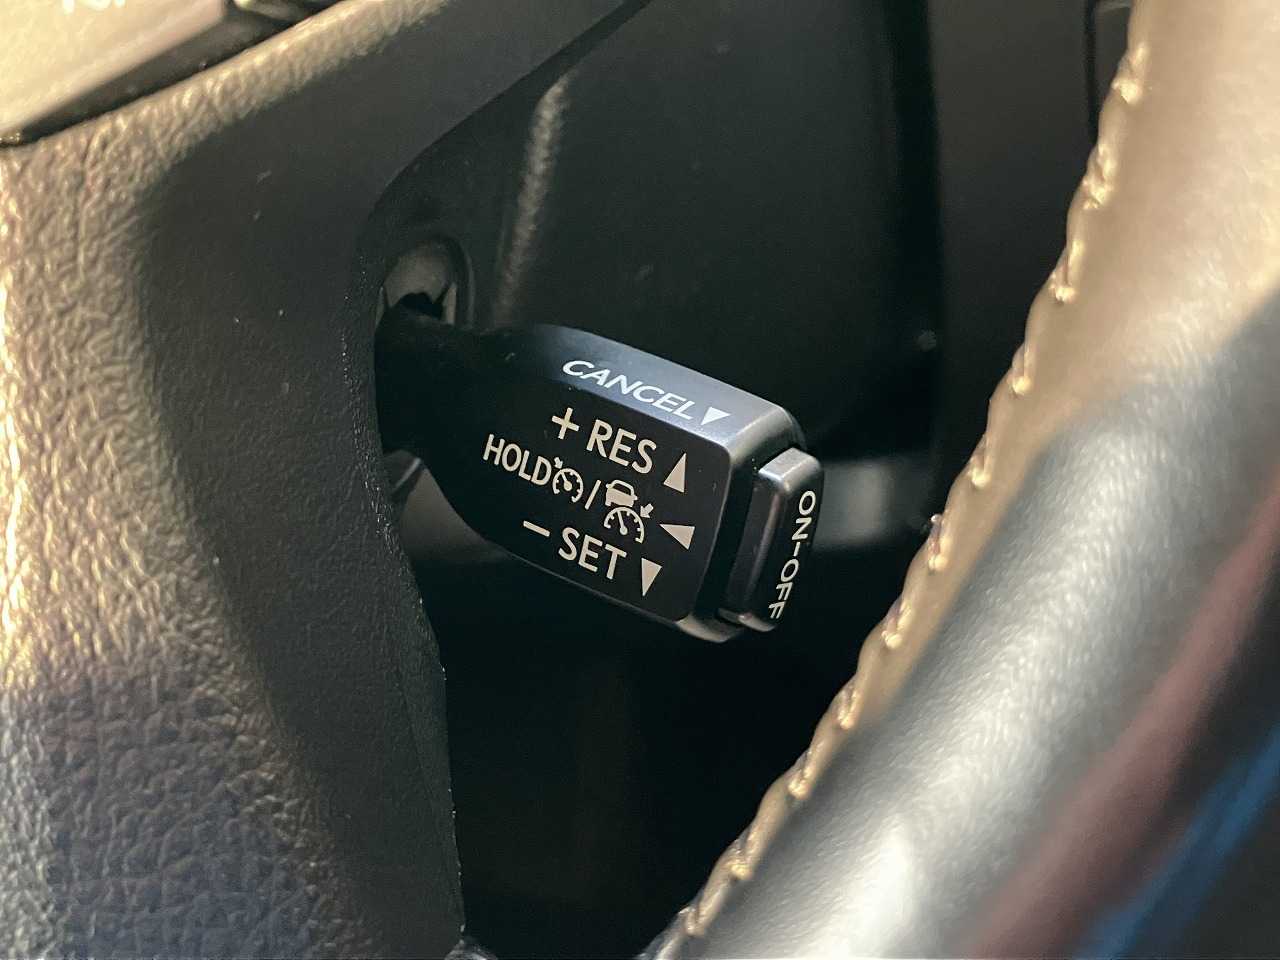 CANCEL▼
+ RES ▲
HOLD / ◀
− SET ▼
ON-OFF